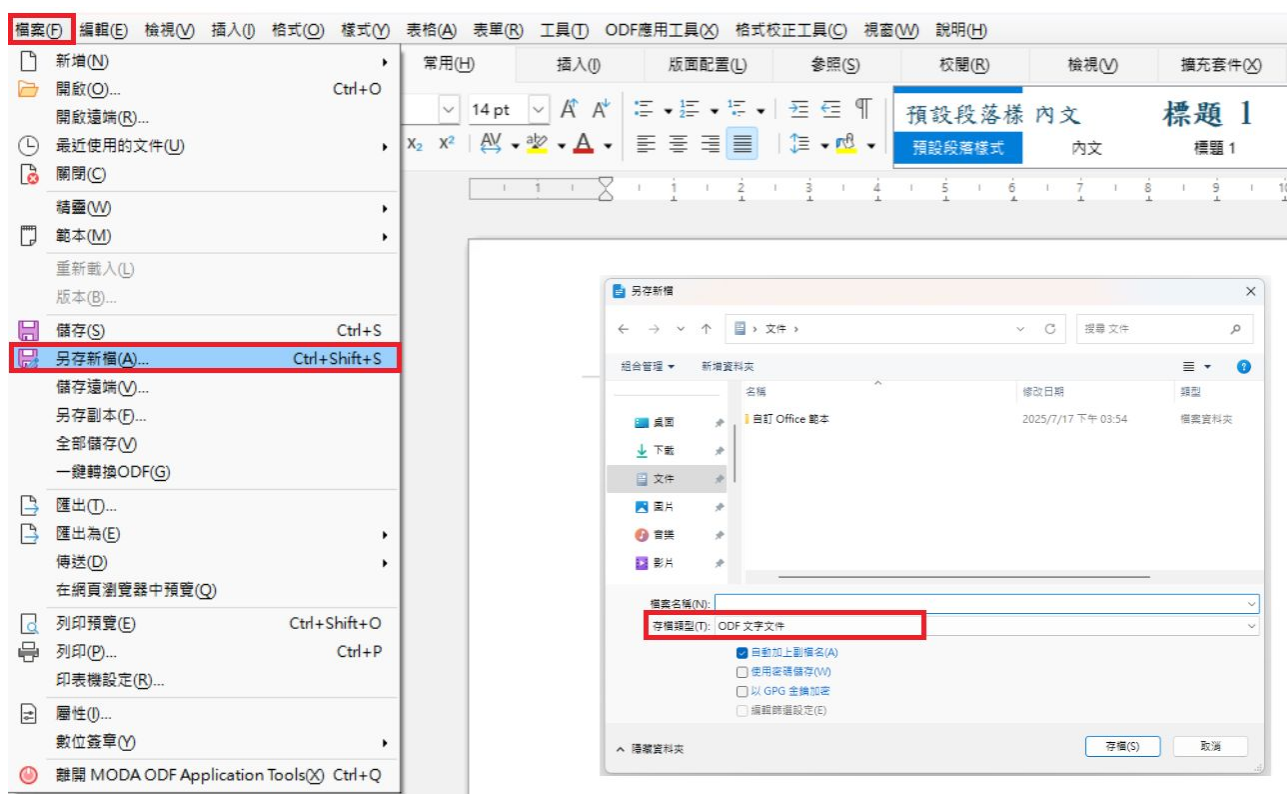 檔案(F) 編輯(E) 檢視(V) 插入(I) 格式(O) 樣式(Y) 表格(A) 表單(R) 工具(T) ODF應用工具(X) 格式校正工具(C) 視窗(W) 說明(H)
新增(N)
開啟(O)... Ctrl+O
開啟遠端(R)...
最近使用的文件(U)
關閉(C)
精靈(W)
範本(M)
重新載入(L)
版本(B)...
儲存(S) Ctrl+S
另存新檔(A)... Ctrl+Shift+S
儲存遠端(V)...
另存副本(F)...
全部儲存(V)
一鍵轉換ODF(G)
匯出(T)...
匯出為(E)
傳送(D)
在網頁瀏覽器中預覽(Q)
列印預覽(E) Ctrl+Shift+O
列印(P)... Ctrl+P
印表機設定(R)...
屬性(I)...
數位簽章(Y)
離開 MODA ODF Application Tools(X) Ctrl+Q
常用(H) 插入(I) 版面配置(L) 參照(S) 校閱(R) 檢視(V) 擴充套件(X)
14 pt
預設段落樣 內文 標題 1
預設段落樣式 內文 標題 1
1 1 2 3 4 5 6 7 8 9 10
另存新檔
文件 搜尋 文件
組合管理 新增資料夾
名稱 修改日期 類型
自訂 Office 範本 2025/7/17 下午 03:54 檔案資料夾
桌面
下載
文件
圖片
音樂
影片
檔案名稱(N):
存檔類型(T): ODF 文字文件
自動加上副檔名(A)
使用密碼儲存(W)
以 GPG 金鑰加密
編輯篩選設定(E)
隱藏資料夾 存檔(S) 取消